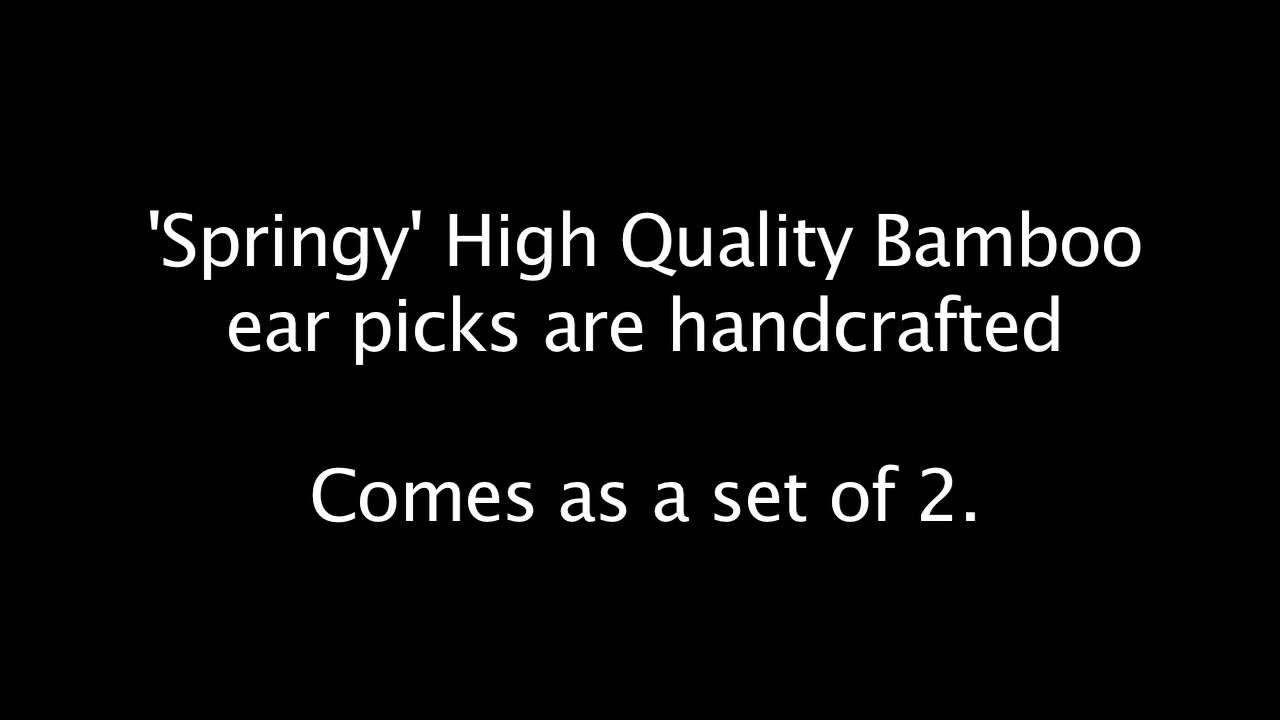 'Springy' High Quality Bamboo
ear picks are handcrafted
Comes as a set of 2.